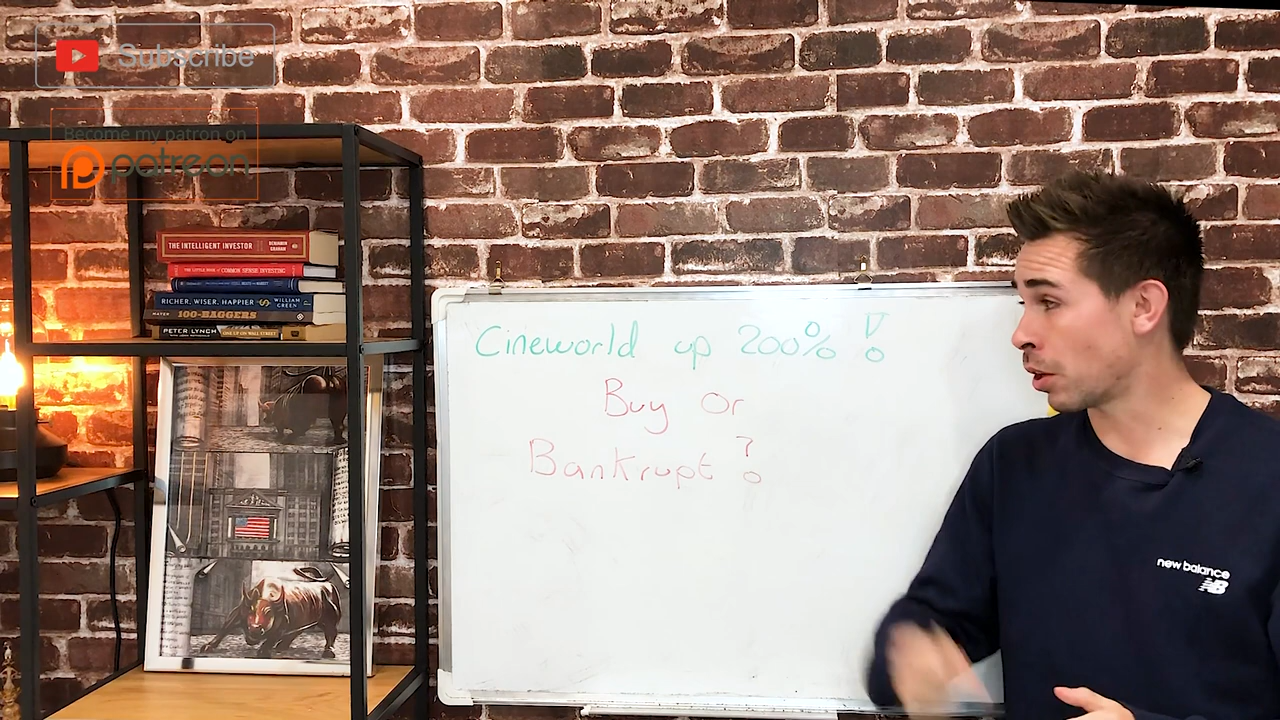 Subscribe
Become my patron on
patreon
THE INTELLIGENT INVESTOR BENJAMIN GRAHAM
THE LITTLE BOOK OF COMMON SENSE INVESTING
RICHER, WISER, HAPPIER WILLIAM GREEN
MAYER 100-BAGGERS
PETER LYNCH ONE UP ON WALL STREET
Cineworld up 200% !
Buy Or
Bankrupt ?
new balance
NB